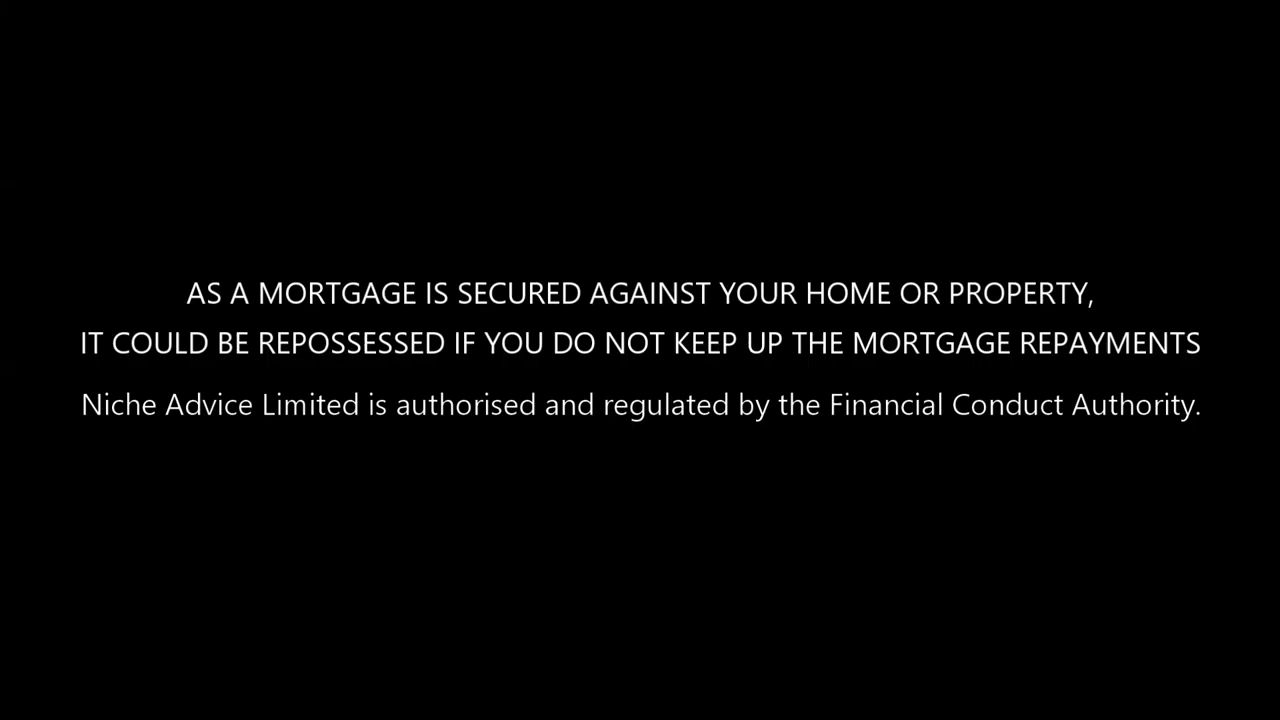 AS A MORTGAGE IS SECURED AGAINST YOUR HOME OR PROPERTY,
IT COULD BE REPOSSESSED IF YOU DO NOT KEEP UP THE MORTGAGE REPAYMENTS
Niche Advice Limited is authorised and regulated by the Financial Conduct Authority.